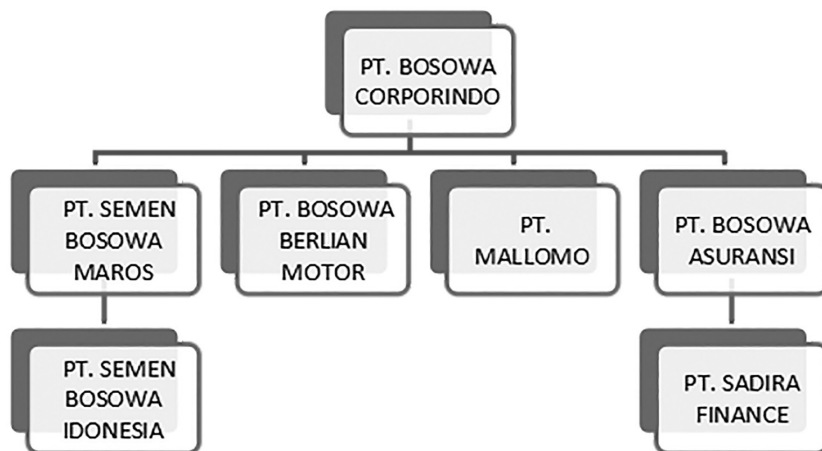 PT. BOSOWA
CORPORINDO
PT. SEMEN
BOSOWA
MAROS
PT. BOSOWA
BERLIAN
MOTOR
PT.
MALLOMO
PT. BOSOWA
ASURANSI
PT. SEMEN
BOSOWA
IDONESIA
PT. SADIRA
FINANCE